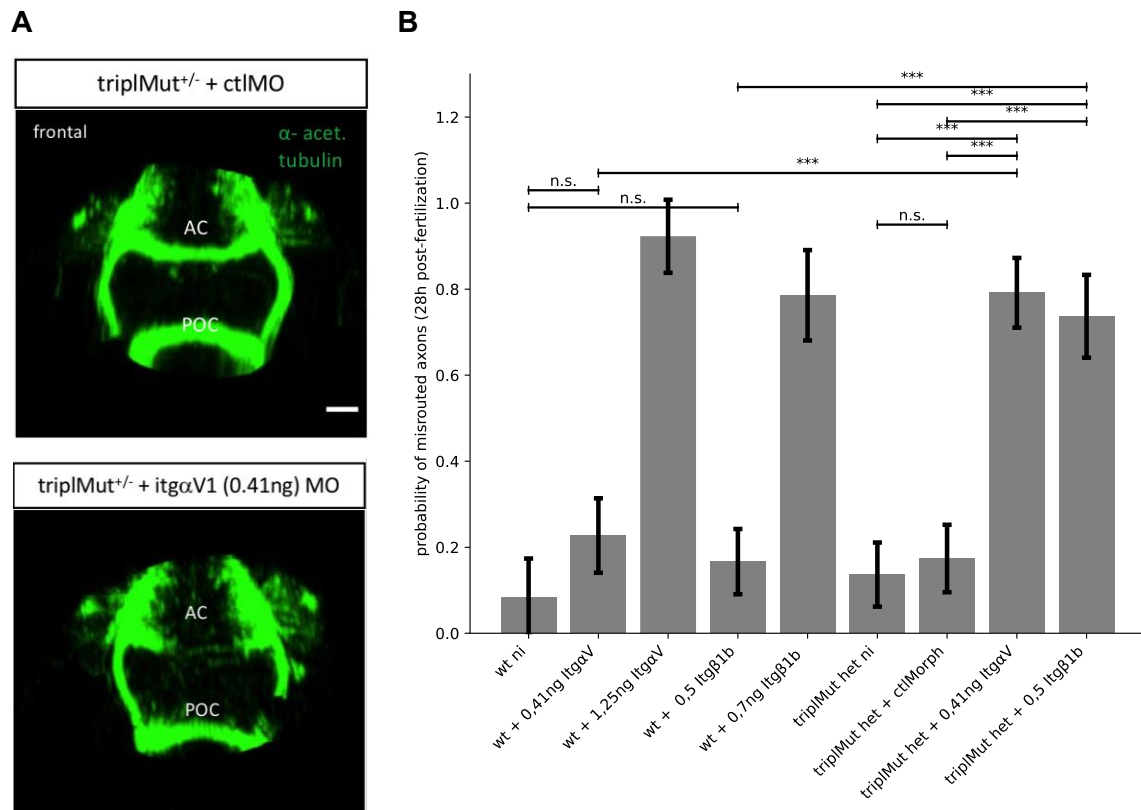 A
B
triplMut+/- + ctlMO
frontal
α- acet.
tubulin
AC
POC
triplMut+/- + itgαV1 (0.41ng) MO
AC
POC
probability of misrouted axons (28h post-fertilization)
1.2
1.0
0.8
0.6
0.4
0.2
0.0
***
***
***
***
***
***
n.s.
n.s.
n.s.
wt ni
wt + 0,41ng ItgαV
wt + 1,25ng ItgαV
wt + 0,5 Itgβ1b
wt + 0,7ng Itgβ1b
triplMut het ni
triplMut het + ctlMorph
triplMut het + 0,41ng ItgαV
triplMut het + 0,5 Itgβ1b